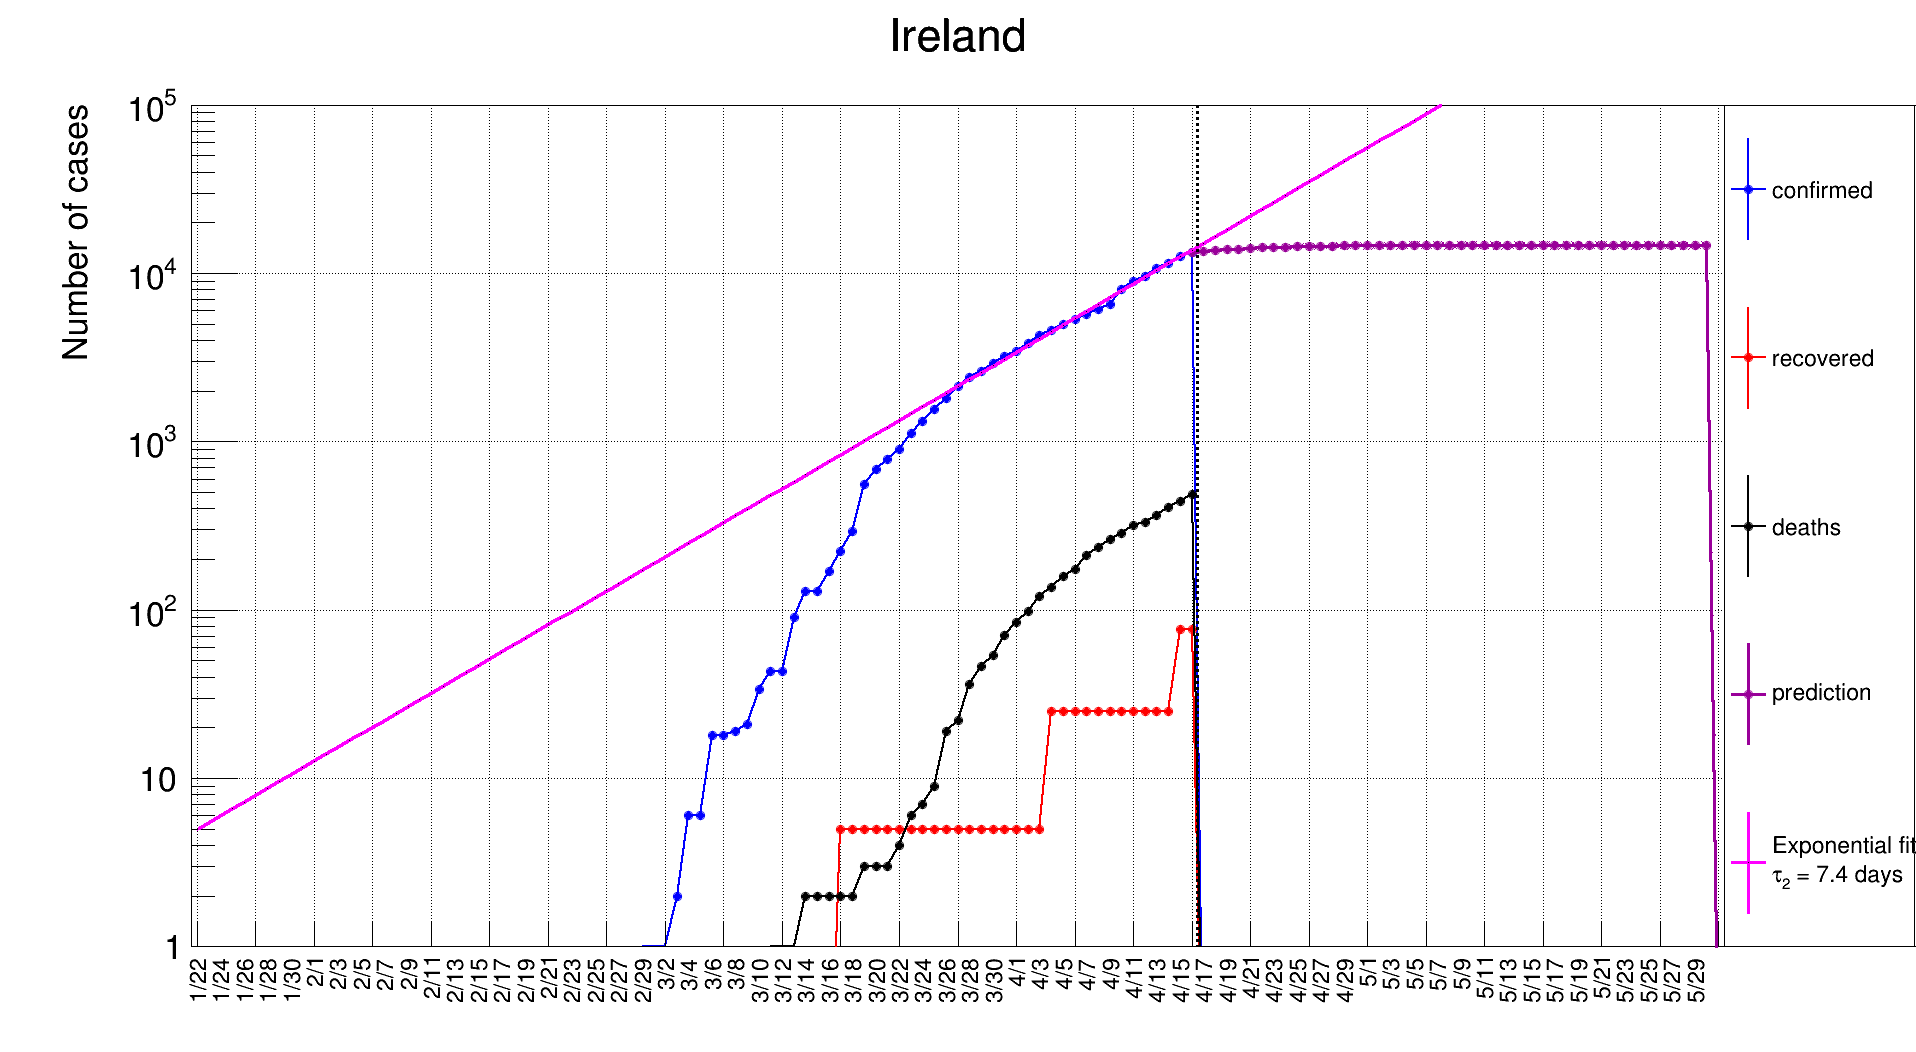 Ireland
Number of cases
10^5
10^4
10^3
10^2
10
1
1/22 1/24 1/26 1/28 1/30 2/1 2/3 2/5 2/7 2/9 2/11 2/13 2/15 2/17 2/19 2/21 2/23 2/25 2/27 2/29 3/2 3/4 3/6 3/8 3/10 3/12 3/14 3/16 3/18 3/20 3/22 3/24 3/26 3/28 3/30 4/1 4/3 4/5 4/7 4/9 4/11 4/13 4/15 4/17 4/19 4/21 4/23 4/25 4/27 4/29 5/1 5/3 5/5 5/7 5/9 5/11 5/13 5/15 5/17 5/19 5/21 5/23 5/25 5/27 5/29
confirmed
recovered
deaths
prediction
Exponential fit
τ₂ = 7.4 days